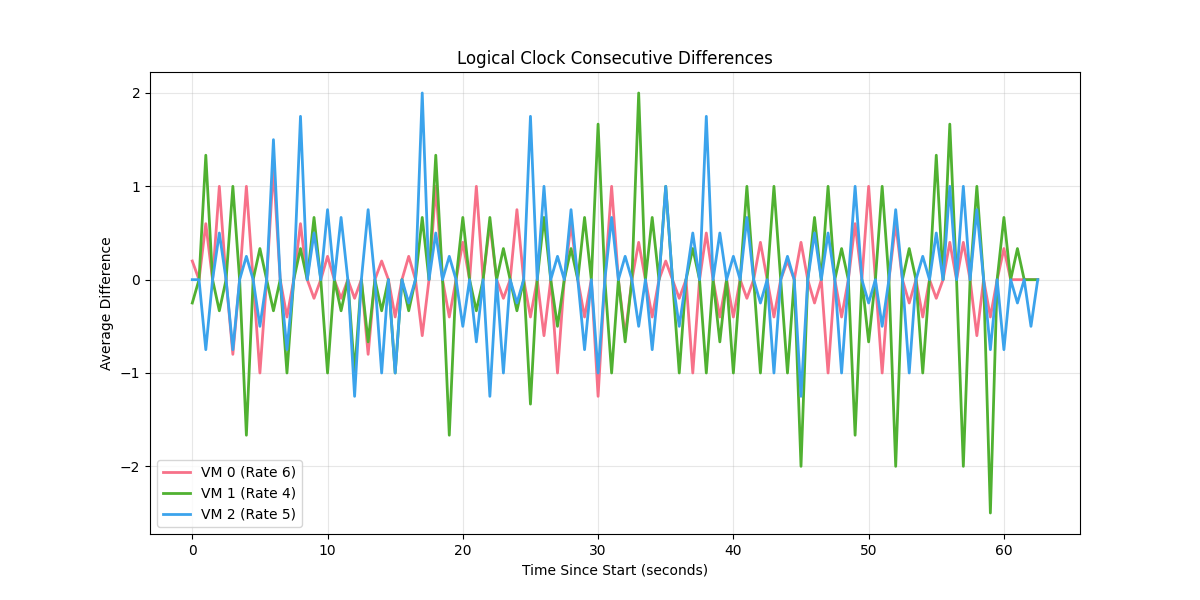 Logical Clock Consecutive Differences
2
1
0
−1
−2
Average Difference
VM 0 (Rate 6)
VM 1 (Rate 4)
VM 2 (Rate 5)
0 10 20 30 40 50 60
Time Since Start (seconds)